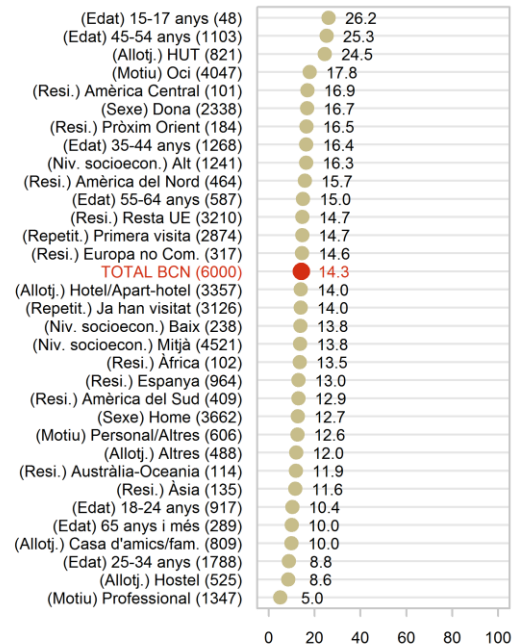 (Edat) 15-17 anys (48) 26.2
(Edat) 45-54 anys (1103) 25.3
(Allotj.) HUT (821) 24.5
(Motiu) Oci (4047) 17.8
(Resi.) Amèrica Central (101) 16.9
(Sexe) Dona (2338) 16.7
(Resi.) Pròxim Orient (184) 16.5
(Edat) 35-44 anys (1268) 16.4
(Niv. socioecon.) Alt (1241) 16.3
(Resi.) Amèrica del Nord (464) 15.7
(Edat) 55-64 anys (587) 15.0
(Resi.) Resta UE (3210) 14.7
(Repetit.) Primera visita (2874) 14.7
(Resi.) Europa no Com. (317) 14.6
TOTAL BCN (6000) 14.3
(Allotj.) Hotel/Apart-hotel (3357) 14.0
(Repetit.) Ja han visitat (3126) 14.0
(Niv. socioecon.) Baix (238) 13.8
(Niv. socioecon.) Mitjà (4521) 13.8
(Resi.) Àfrica (102) 13.5
(Resi.) Espanya (964) 13.0
(Resi.) Amèrica del Sud (409) 12.9
(Sexe) Home (3662) 12.7
(Motiu) Personal/Altres (606) 12.6
(Allotj.) Altres (488) 12.0
(Resi.) Austràlia-Oceania (114) 11.9
(Resi.) Àsia (135) 11.6
(Edat) 18-24 anys (917) 10.4
(Edat) 65 anys i més (289) 10.0
(Allotj.) Casa d'amics/fam. (809) 10.0
(Edat) 25-34 anys (1788) 8.8
(Allotj.) Hostel (525) 8.6
(Motiu) Professional (1347) 5.0
0 20 40 60 80 100